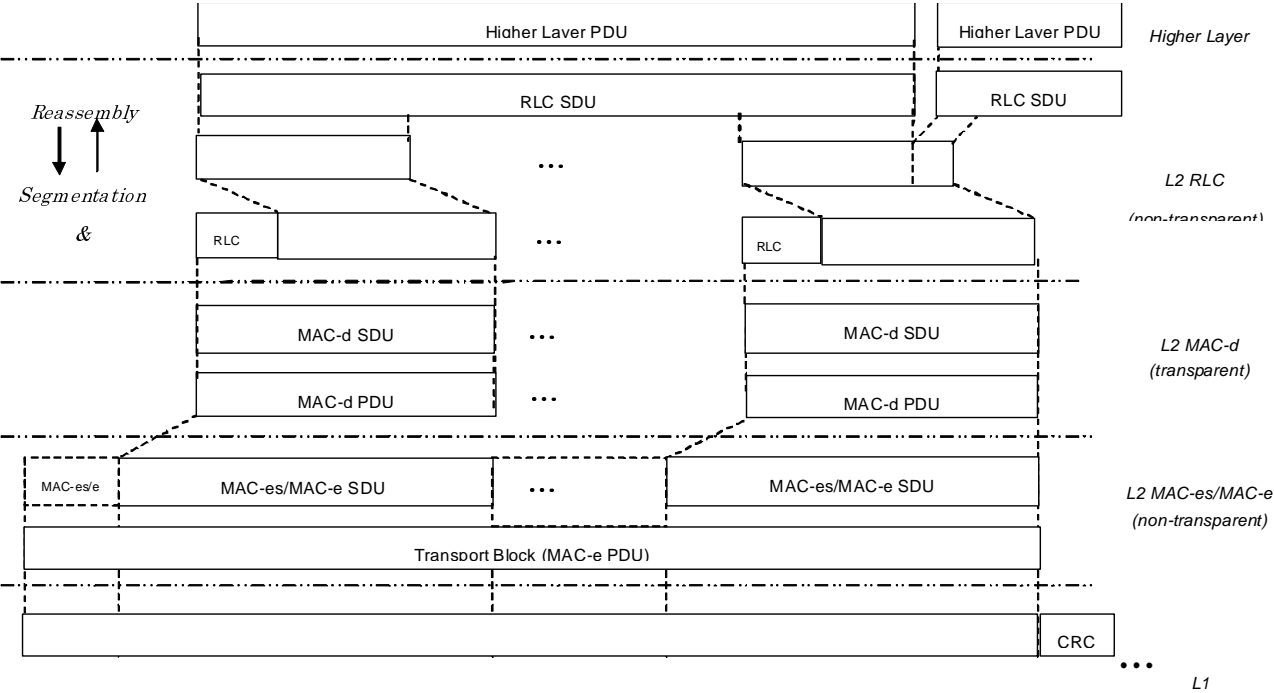 Higher Layer PDU
Higher Layer PDU
Higher Layer
RLC SDU
RLC SDU
Reassembly
...
Segmentation
L2 RLC
(non-transparent)
&
RLC
...
RLC
MAC-d SDU
...
MAC-d SDU
L2 MAC-d
(transparent)
MAC-d PDU
...
MAC-d PDU
MAC-es/e
MAC-es/MAC-e SDU
...
MAC-es/MAC-e SDU
L2 MAC-es/MAC-e
(non-transparent)
Transport Block (MAC-e PDU)
CRC
...
L1